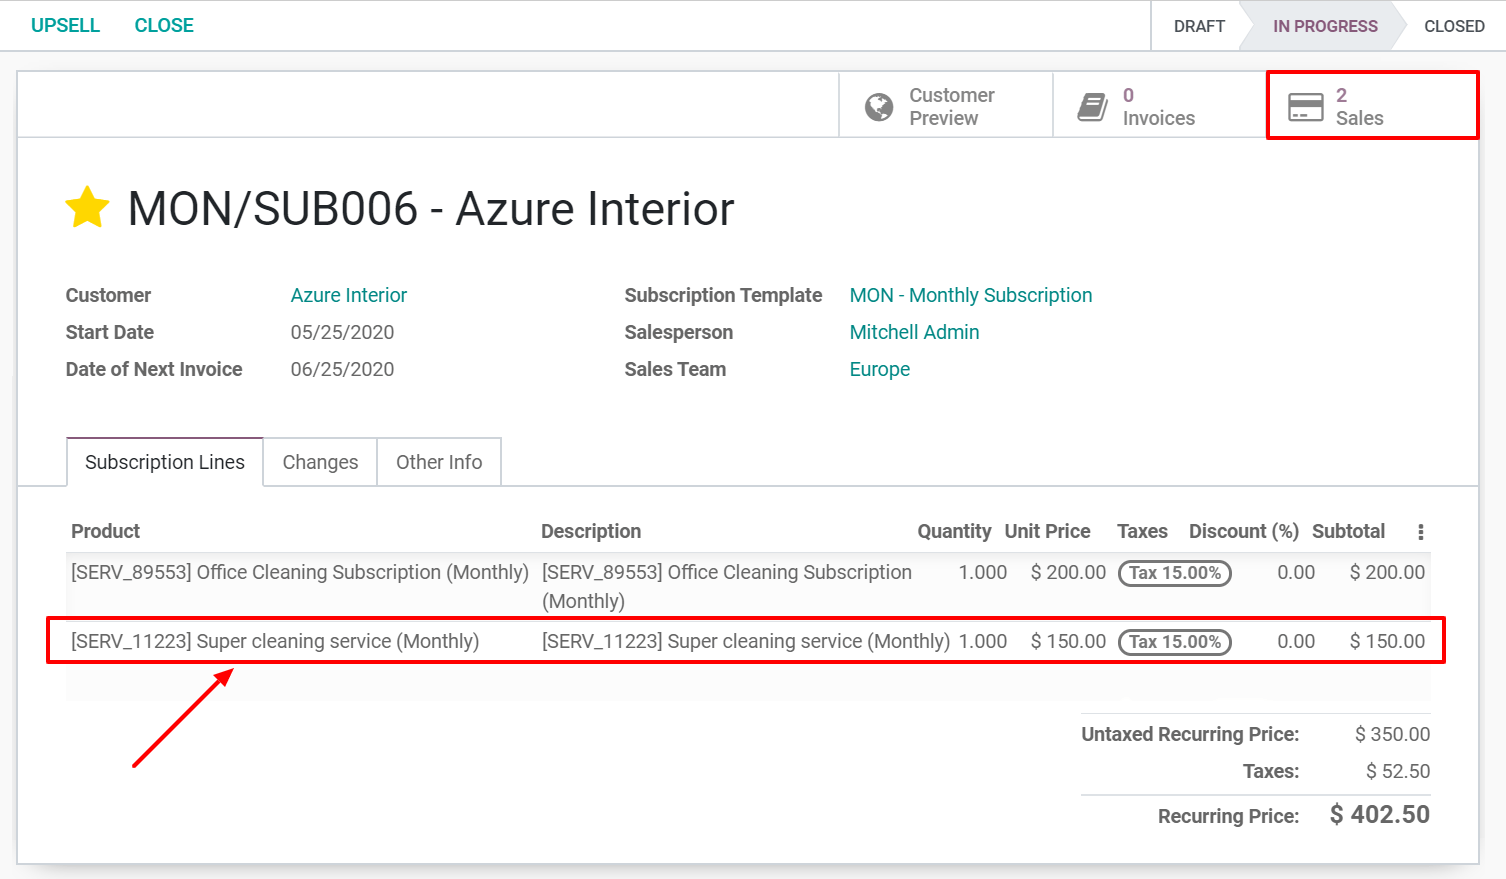 UPSELL CLOSE DRAFT IN PROGRESS CLOSED
Customer Preview
0 Invoices
2 Sales
MON/SUB006 - Azure Interior
Customer Azure Interior Subscription Template MON - Monthly Subscription
Start Date 05/25/2020 Salesperson Mitchell Admin
Date of Next Invoice 06/25/2020 Sales Team Europe
Subscription Lines Changes Other Info
Product Description Quantity Unit Price Taxes Discount (%) Subtotal
[SERV_89553] Office Cleaning Subscription (Monthly) [SERV_89553] Office Cleaning Subscription 1.000 $ 200.00 Tax 15.00% 0.00 $ 200.00
(Monthly)
[SERV_11223] Super cleaning service (Monthly) [SERV_11223] Super cleaning service (Monthly) 1.000 $ 150.00 Tax 15.00% 0.00 $ 150.00
Untaxed Recurring Price: $ 350.00
Taxes: $ 52.50
Recurring Price: $ 402.50